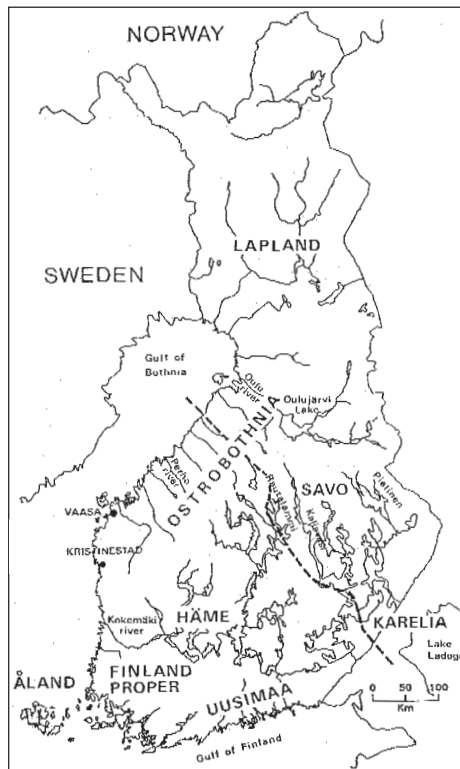 NORWAY
LAPLAND
SWEDEN
Gulf of
Bothnia
Oulu
river
Oulujärvi
Lake
OSTROBOTHNIA
Perho
river
SAVO
Pielinen
VAASA
KRISTINESTAD
Kokemäki
river
HÄME
KARELIA
Lake
Ladoga
FINLAND
PROPER
ÅLAND
UUSIMAA
0 50 100
Km
Gulf of Finland